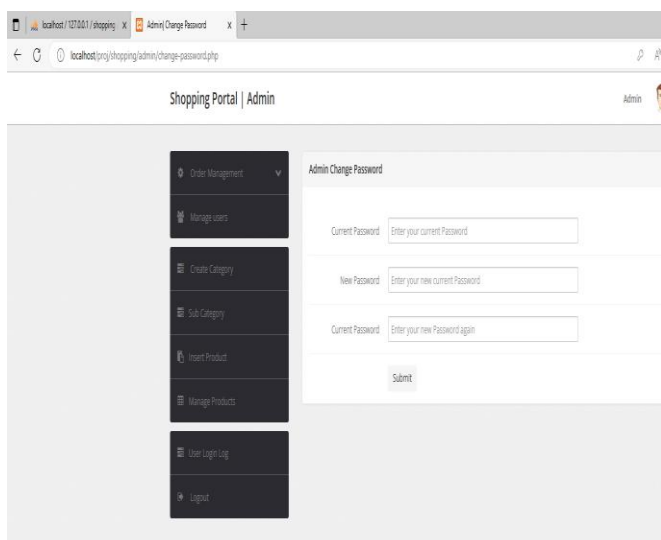 localhost / 127.0.0.1 / shopping X Admin| Change Password X +
localhost/proj/shopping/admin/change-password.php
Shopping Portal | Admin
Admin
Order Management
Manage users
Create Category
Sub Category
Insert Product
Manage Products
User Login Log
Logout
Admin Change Password
Current Password Enter your current Password
New Password Enter your new current Password
Current Password Enter your new Password again
Submit